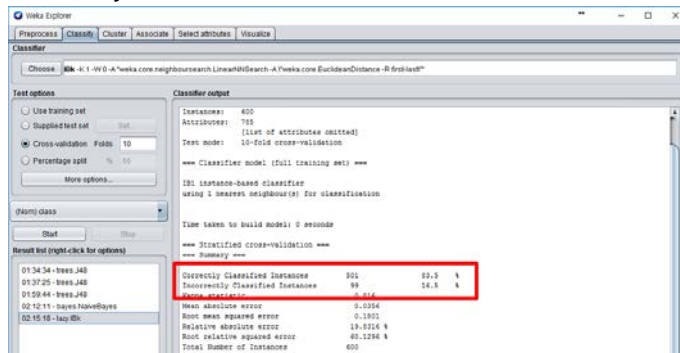 Weka Explorer
Preprocess Classify Cluster Associate Select attributes Visualize
Classifier
Choose IBk -K 1 -W 0 -A "weka.core.neighboursearch.LinearNNSearch -A \"weka.core.EuclideanDistance -R first-last\""
Test options
Use training set
Supplied test set Set...
Cross-validation Folds 10
Percentage split % 66
More options...
(Nom) class
Start Stop
Result list (right-click for options)
01:34:34 - trees.J48
01:37:25 - trees.J48
01:59:44 - trees.J48
02:12:11 - bayes.NaiveBayes
02:15:18 - lazy.IBk
Classifier output
Instances: 600
Attributes: 785
[list of attributes omitted]
Test mode: 10-fold cross-validation
=== Classifier model (full training set) ===
IB1 instance-based classifier
using 1 nearest neighbour(s) for classification
Time taken to build model: 0 seconds
=== Stratified cross-validation ===
=== Summary ===
Correctly Classified Instances 501 83.5 %
Incorrectly Classified Instances 99 16.5 %
Kappa statistic 0.816
Mean absolute error 0.0356
Root mean squared error 0.1801
Relative absolute error 19.8316 %
Root relative squared error 60.1296 %
Total Number of Instances 600